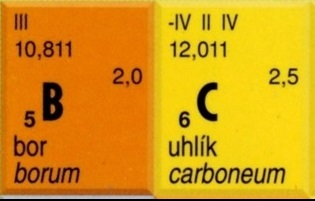 III
10,811
2,0
5 B
bor
borum
-IV II IV
12,011
2,5
6 C
uhlík
carboneum